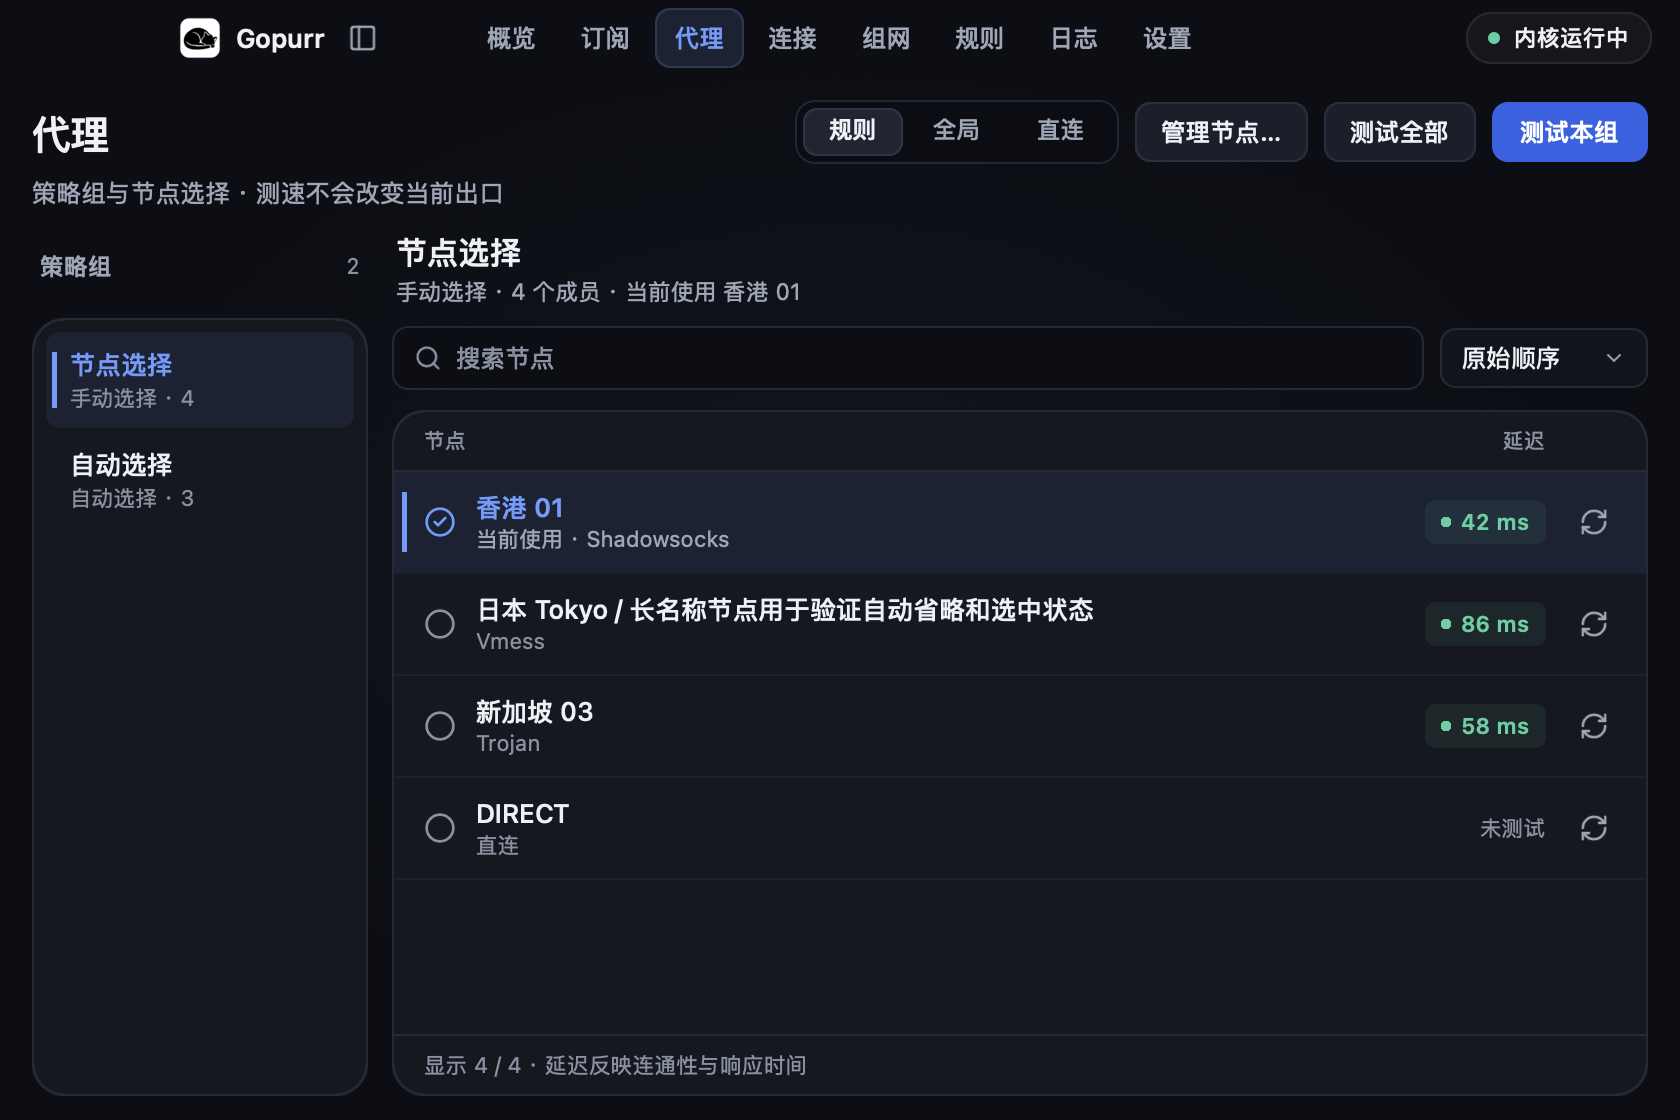 Gopurr
概览 订阅 代理 连接 组网 规则 日志 设置
内核运行中
代理
规则 全局 直连
管理节点...
测试全部
测试本组
策略组与节点选择 · 测速不会改变当前出口
策略组 2
节点选择
手动选择 · 4
自动选择
自动选择 · 3
节点选择
手动选择 · 4 个成员 · 当前使用 香港 01
搜索节点
原始顺序
节点 延迟
香港 01
当前使用 · Shadowsocks
42 ms
日本 Tokyo / 长名称节点用于验证自动省略和选中状态
Vmess
86 ms
新加坡 03
Trojan
58 ms
DIRECT
直连
未测试
显示 4 / 4 · 延迟反映连通性与响应时间